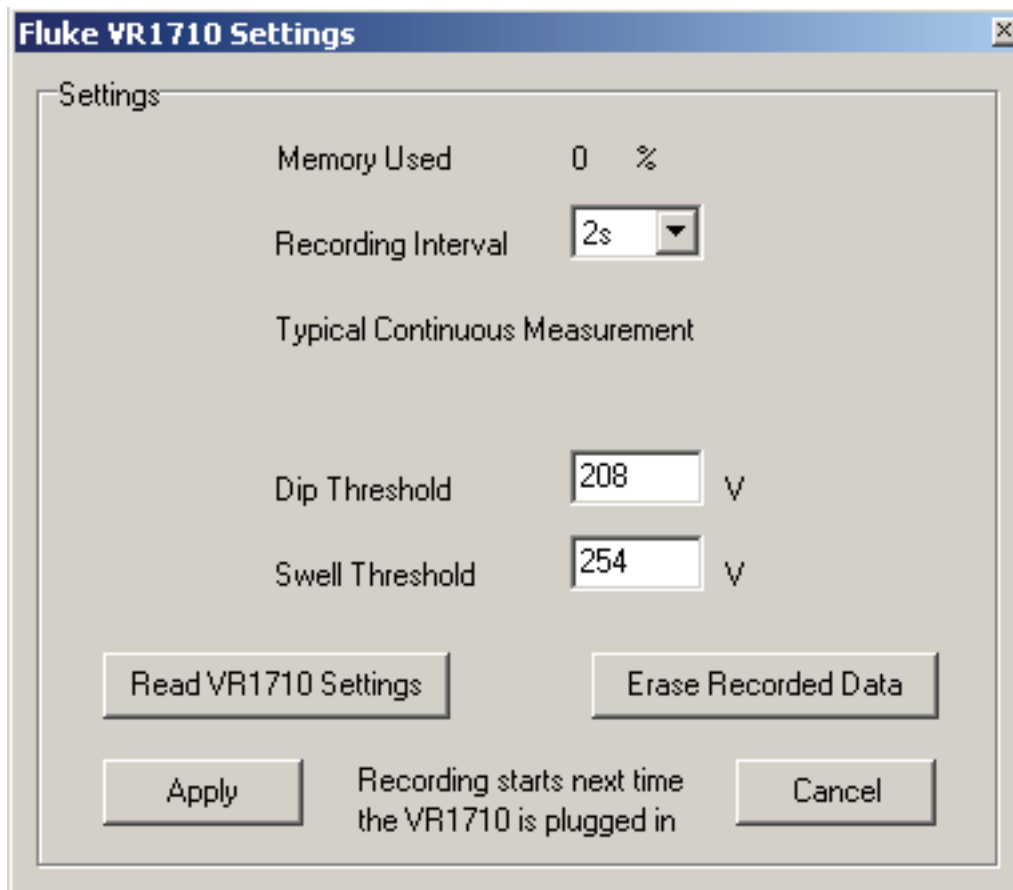 Fluke VR1710 Settings
Settings
Memory Used 0 %
Recording Interval 2s
Typical Continuous Measurement
Dip Threshold 208 V
Swell Threshold 254 V
Read VR1710 Settings Erase Recorded Data
Apply Recording starts next time Cancel
the VR1710 is plugged in